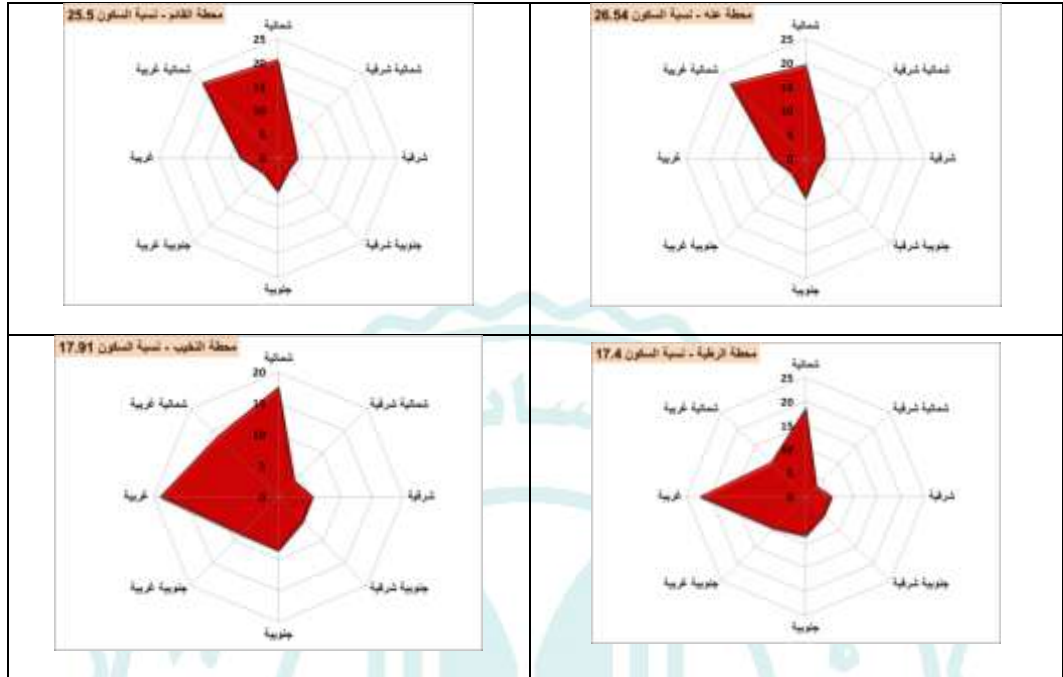 محطة عنه - نسبة السكون 26.54
شمالية
شمالية شرقية
شرقية
جنوبية شرقية
جنوبية
جنوبية غربية
غربية
شمالية غربية
25
20
15
10
5
0
محطة القائم - نسبة السكون 25.5
شمالية
شمالية شرقية
شرقية
جنوبية شرقية
جنوبية
جنوبية غربية
غربية
شمالية غربية
25
20
15
10
5
0
محطة الرطبة - نسبة السكون 17.4
شمالية
شمالية شرقية
شرقية
جنوبية شرقية
جنوبية
جنوبية غربية
غربية
شمالية غربية
25
20
15
10
5
0
محطة النخيب - نسبة السكون 17.91
شمالية
شمالية شرقية
شرقية
جنوبية شرقية
جنوبية
جنوبية غربية
غربية
شمالية غربية
20
15
10
5
0